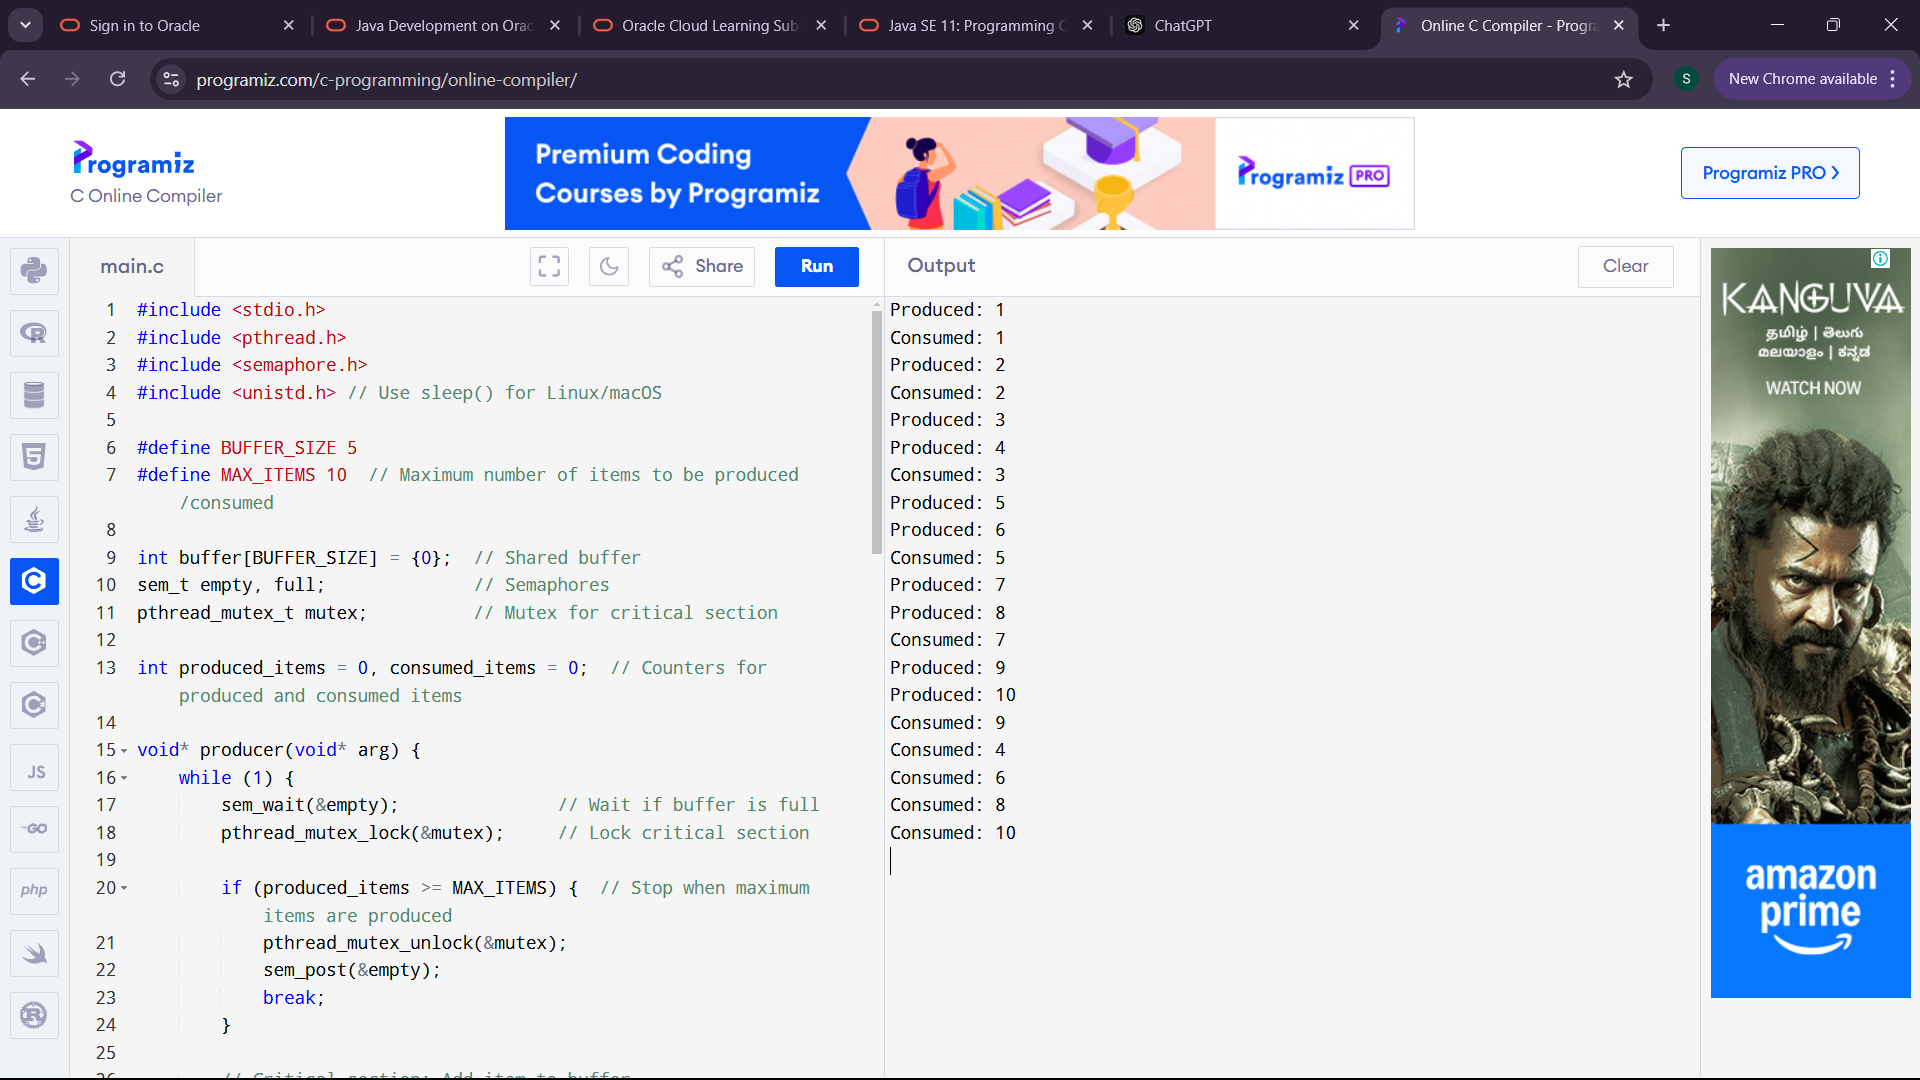 Sign in to Oracle
Java Development on Orac
Oracle Cloud Learning Sub
Java SE 11: Programming C
ChatGPT
Online C Compiler - Progra
programiz.com/c-programming/online-compiler/
S
New Chrome available
Programiz
C Online Compiler
Premium Coding
Courses by Programiz
Programiz PRO
Programiz PRO
main.c
Share
Run
Output
Clear
1 #include <stdio.h>
2 #include <pthread.h>
3 #include <semaphore.h>
4 #include <unistd.h> // Use sleep() for Linux/macOS
5
6 #define BUFFER_SIZE 5
7 #define MAX_ITEMS 10 // Maximum number of items to be produced
/consumed
8
9 int buffer[BUFFER_SIZE] = {0}; // Shared buffer
10 sem_t empty, full; // Semaphores
11 pthread_mutex_t mutex; // Mutex for critical section
12
13 int produced_items = 0, consumed_items = 0; // Counters for
produced and consumed items
14
15 void* producer(void* arg) {
16 while (1) {
17 sem_wait(&empty); // Wait if buffer is full
18 pthread_mutex_lock(&mutex); // Lock critical section
19
20 if (produced_items >= MAX_ITEMS) { // Stop when maximum
items are produced
21 pthread_mutex_unlock(&mutex);
22 sem_post(&empty);
23 break;
24 }
25
26 // Critical section: Add item to buffer
Produced: 1
Consumed: 1
Produced: 2
Consumed: 2
Produced: 3
Produced: 4
Consumed: 3
Produced: 5
Produced: 6
Consumed: 5
Produced: 7
Produced: 8
Consumed: 7
Produced: 9
Produced: 10
Consumed: 9
Consumed: 4
Consumed: 6
Consumed: 8
Consumed: 10
JS
GO
php
KANGUVA
தமிழ் | తెలుగు
മലയാളം | ಕನ್ನಡ
WATCH NOW
amazon
prime